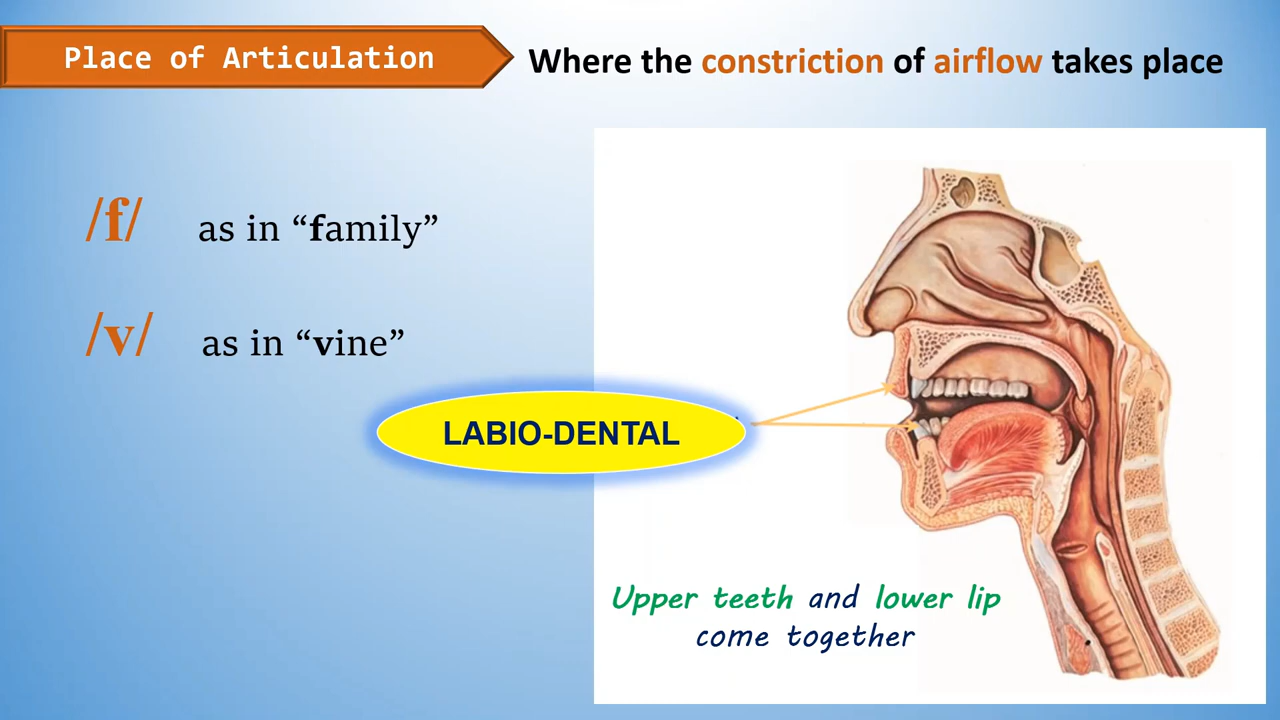 Place of Articulation
Where the constriction of airflow takes place
/f/ as in “family”
/v/ as in “vine”
LABIO-DENTAL
Upper teeth and lower lip
come together